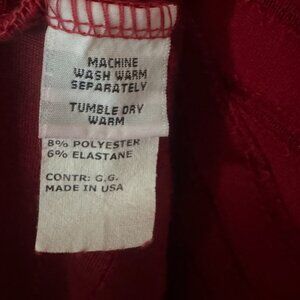 MACHINE
WASH WARM
SEPARATELY
TUMBLE DRY
WARM
8% POLYESTER
6% ELASTANE
CONTR: G.G.
MADE IN USA